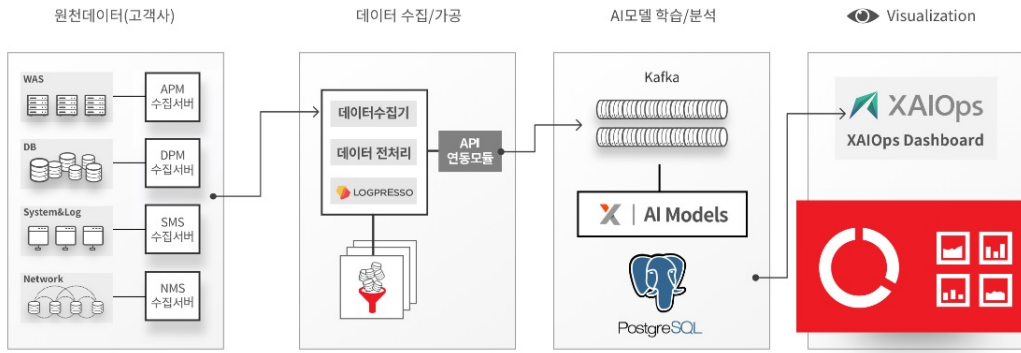 원천데이터(고객사)
데이터 수집/가공
AI모델 학습/분석
Visualization
WAS
APM
수집서버
DB
DPM
수집서버
System&Log
SMS
수집서버
Network
NMS
수집서버
데이터수집기
데이터 전처리
LOGPRESSO
API
연동모듈
Kafka
X | AI Models
PostgreSQL
XAIOps
XAIOps Dashboard